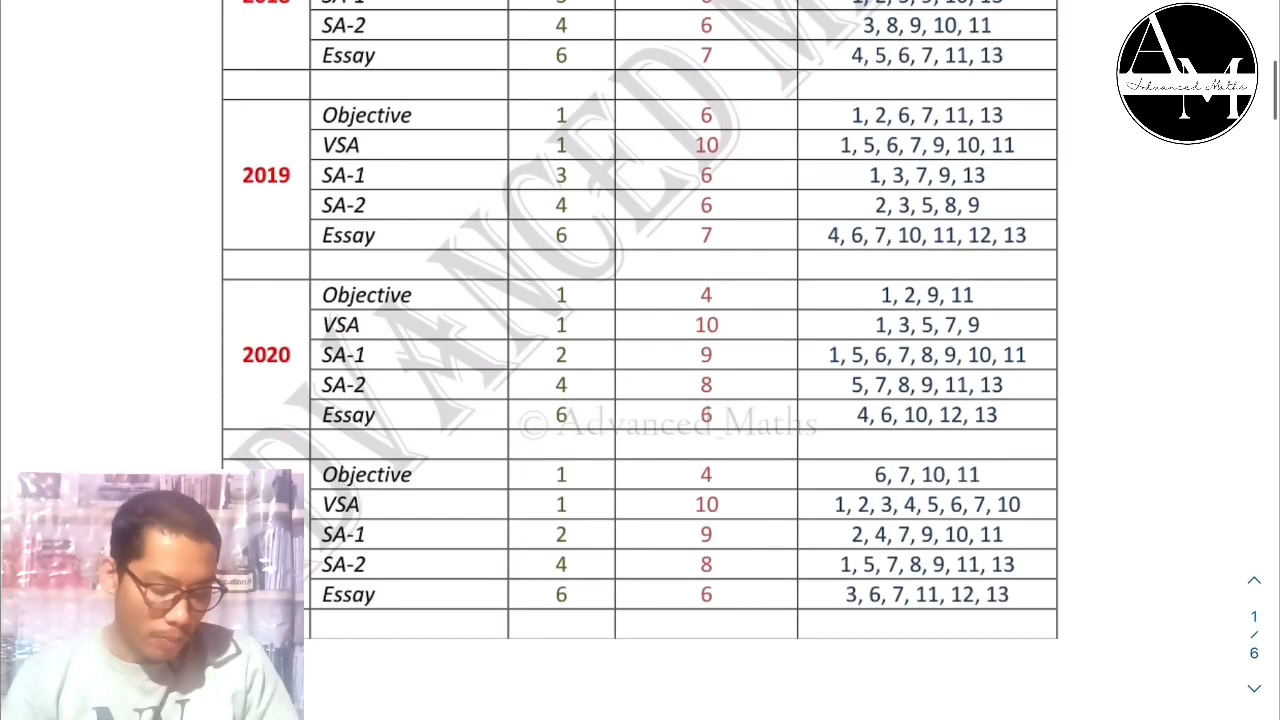 SA-2 4 6 3, 8, 9, 10, 11
Essay 6 7 4, 5, 6, 7, 11, 13
2019
Objective 1 6 1, 2, 6, 7, 11, 13
VSA 1 10 1, 5, 6, 7, 9, 10, 11
SA-1 3 6 1, 3, 7, 9, 13
SA-2 4 6 2, 3, 5, 8, 9
Essay 6 7 4, 6, 7, 10, 11, 12, 13
2020
Objective 1 4 1, 2, 9, 11
VSA 1 10 1, 3, 5, 7, 9
SA-1 2 9 1, 5, 6, 7, 8, 9, 10, 11
SA-2 4 8 5, 7, 8, 9, 11, 13
Essay 6 6 4, 6, 10, 12, 13
© Advanced_Maths
Objective 1 4 6, 7, 10, 11
VSA 1 10 1, 2, 3, 4, 5, 6, 7, 10
SA-1 2 9 2, 4, 7, 9, 10, 11
SA-2 4 8 1, 5, 7, 8, 9, 11, 13
Essay 6 6 3, 6, 7, 11, 12, 13
ADVANCED
AM
Advanced Maths
1
/
6